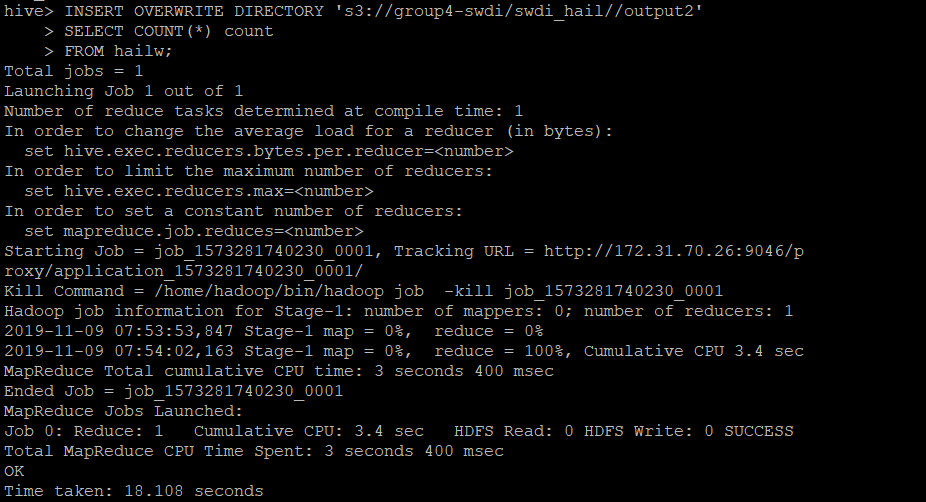 hive> INSERT OVERWRITE DIRECTORY 's3://group4-swdi/swdi_hail//output2'
    > SELECT COUNT(*) count
    > FROM hailw;
Total jobs = 1
Launching Job 1 out of 1
Number of reduce tasks determined at compile time: 1
In order to change the average load for a reducer (in bytes):
  set hive.exec.reducers.bytes.per.reducer=<number>
In order to limit the maximum number of reducers:
  set hive.exec.reducers.max=<number>
In order to set a constant number of reducers:
  set mapreduce.job.reduces=<number>
Starting Job = job_1573281740230_0001, Tracking URL = http://172.31.70.26:9046/p
roxy/application_1573281740230_0001/
Kill Command = /home/hadoop/bin/hadoop job  -kill job_1573281740230_0001
Hadoop job information for Stage-1: number of mappers: 0; number of reducers: 1
2019-11-09 07:53:53,847 Stage-1 map = 0%,  reduce = 0%
2019-11-09 07:54:02,163 Stage-1 map = 0%,  reduce = 100%, Cumulative CPU 3.4 sec
MapReduce Total cumulative CPU time: 3 seconds 400 msec
Ended Job = job_1573281740230_0001
MapReduce Jobs Launched:
Job 0: Reduce: 1   Cumulative CPU: 3.4 sec   HDFS Read: 0 HDFS Write: 0 SUCCESS
Total MapReduce CPU Time Spent: 3 seconds 400 msec
OK
Time taken: 18.108 seconds